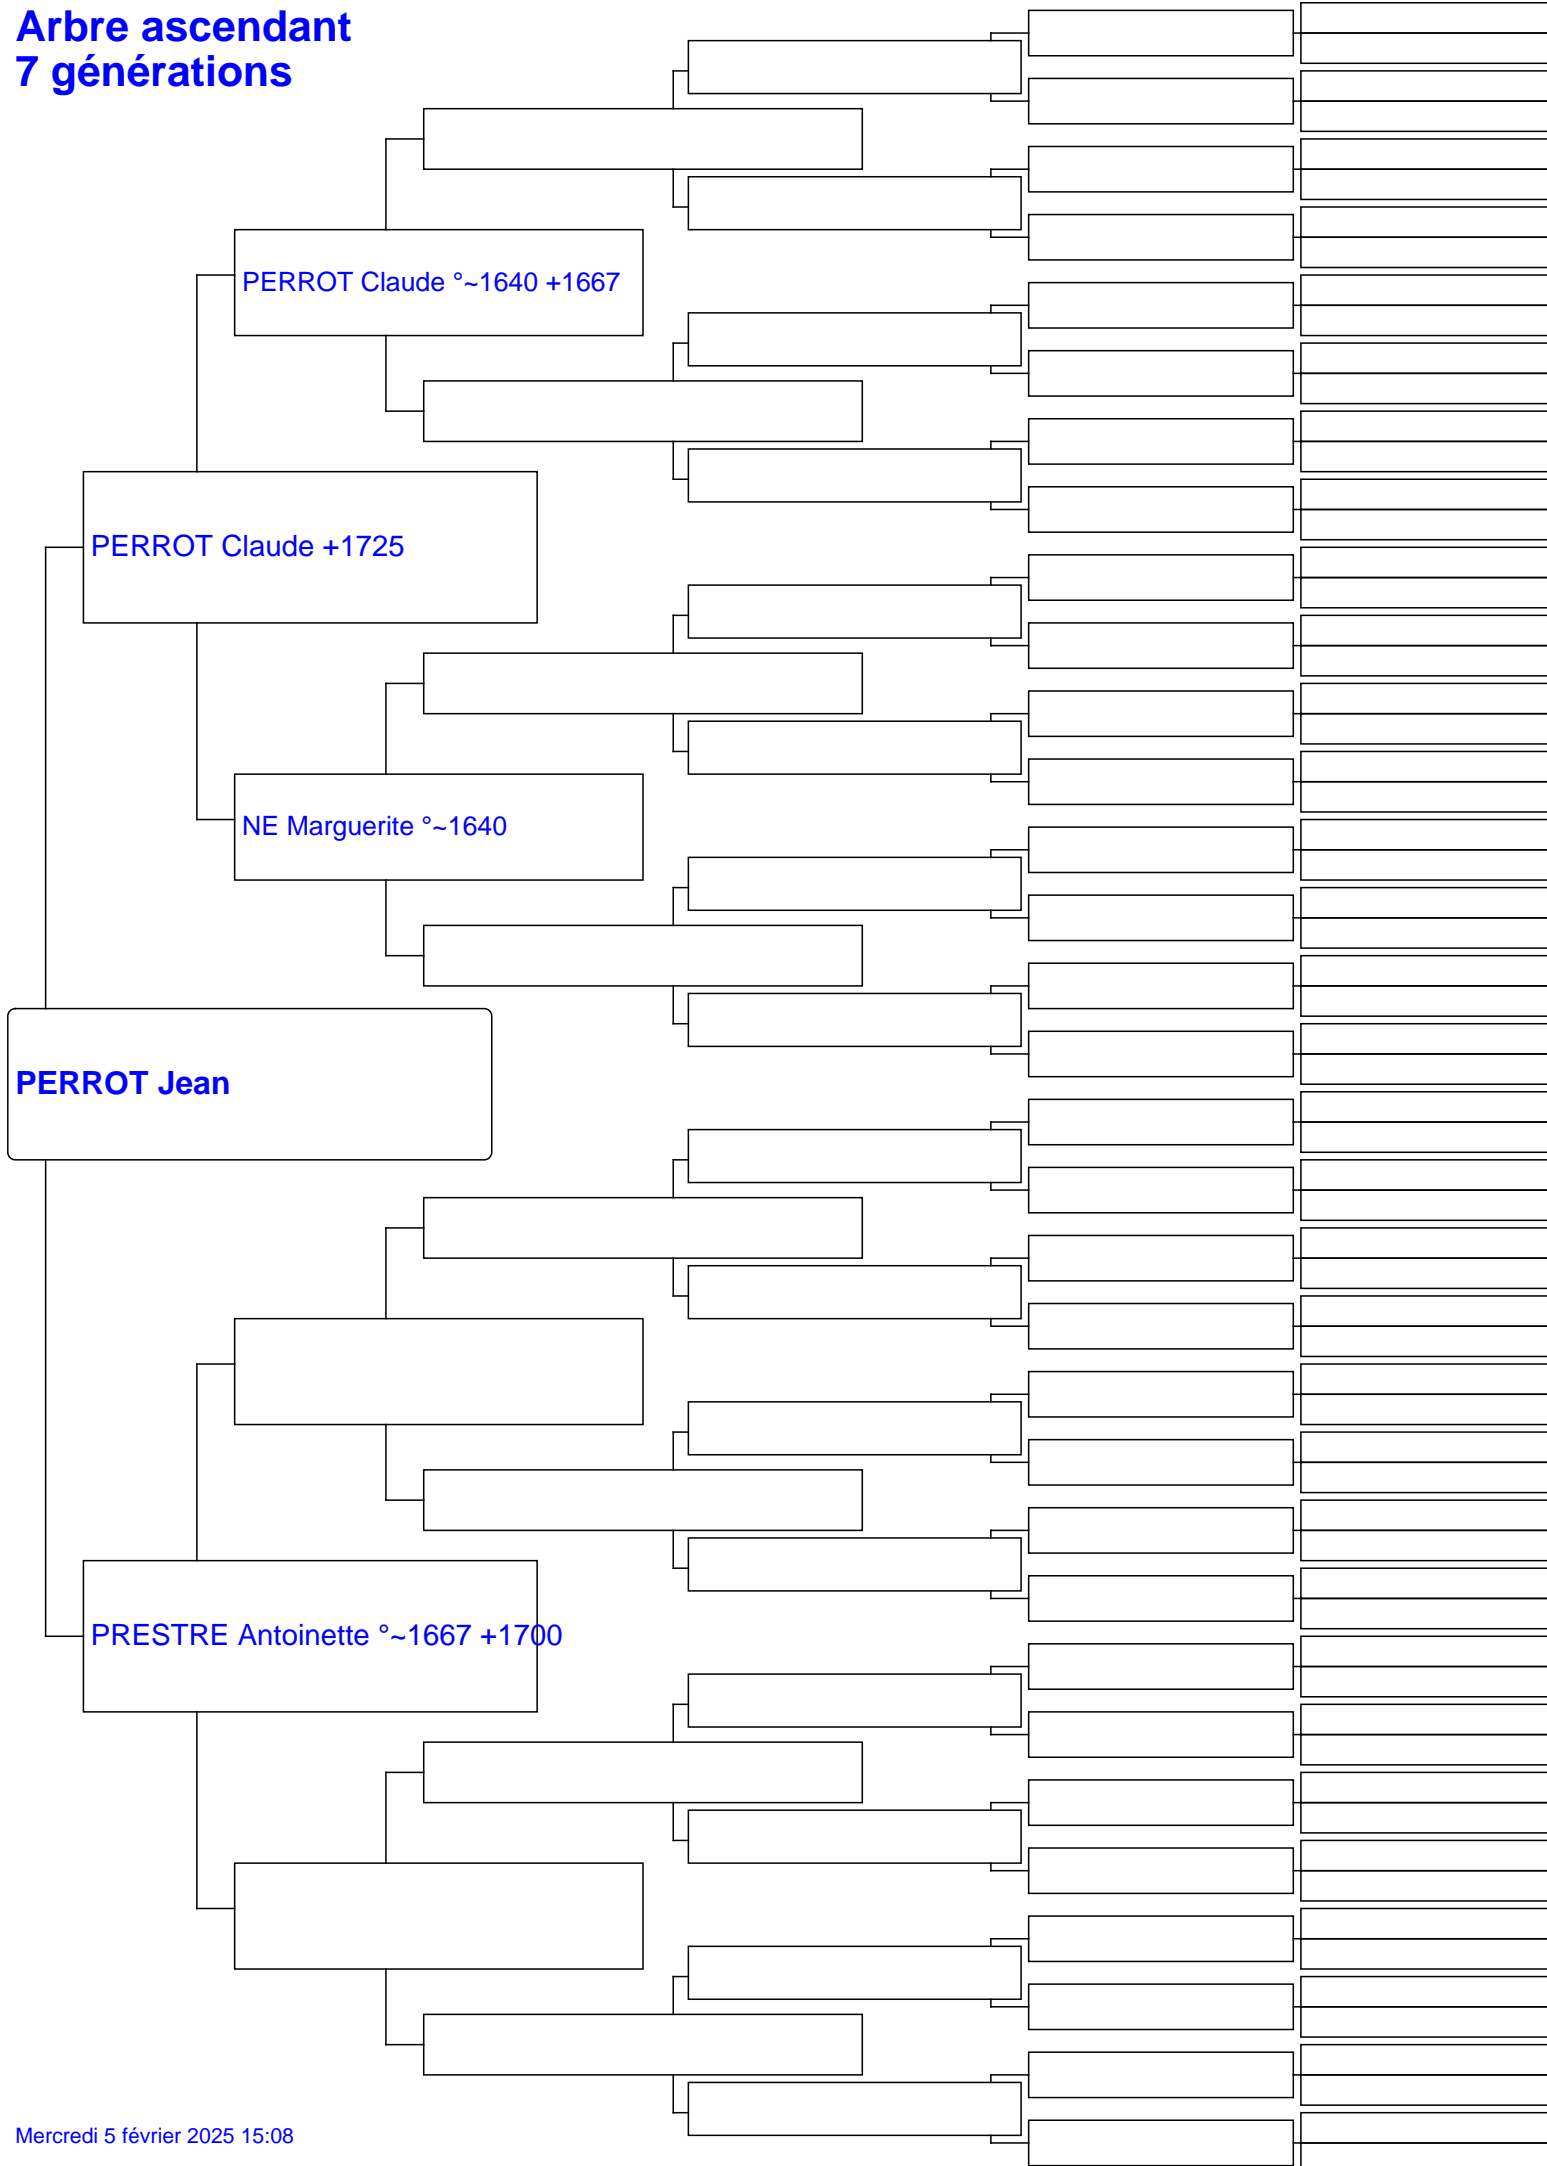 Arbre ascendant
7 générations
PERROT Claude °~1640 +1667
PERROT Claude +1725
NE Marguerite °~1640
PERROT Jean
PRESTRE Antoinette °~1667 +1700
Mercredi 5 février 2025 15:08